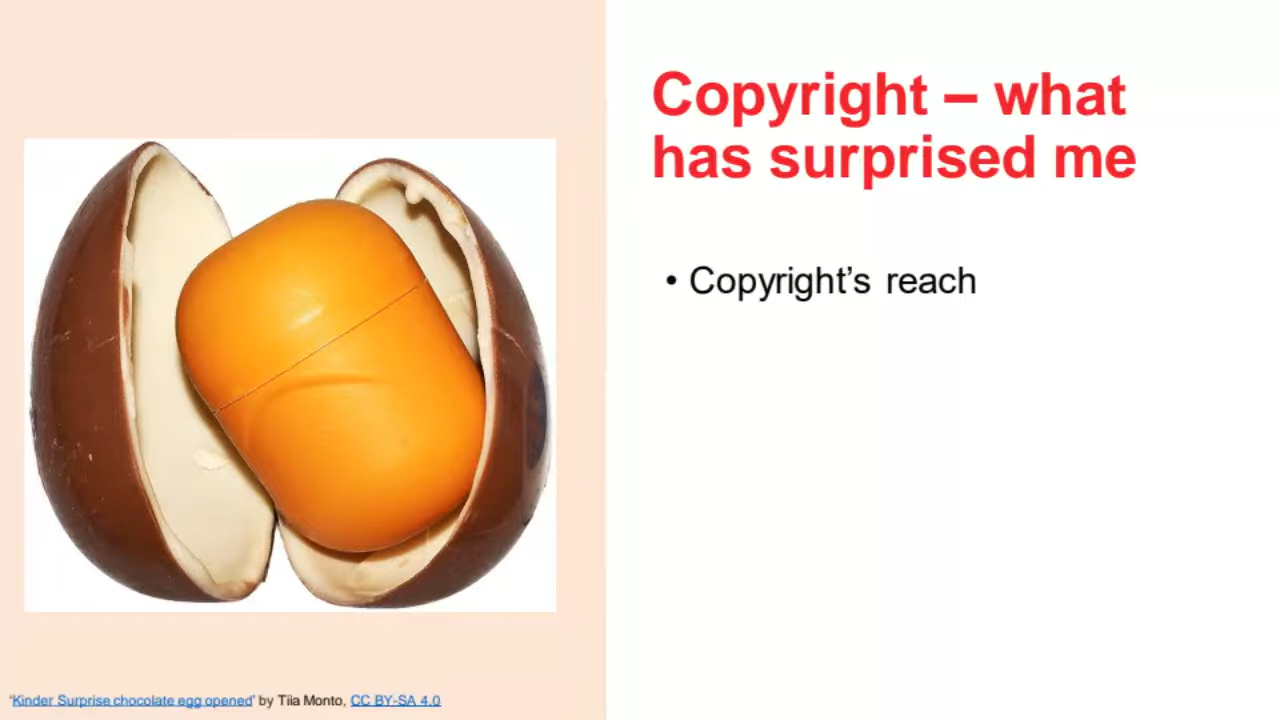 Copyright – what
has surprised me
• Copyright’s reach
‘Kinder Surprise chocolate egg opened’ by Tiia Monto, CC BY-SA 4.0